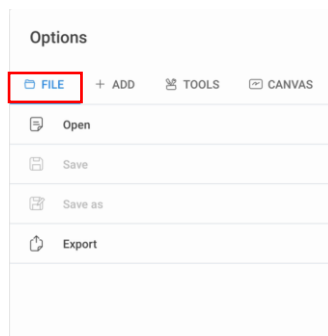 Options
FILE + ADD TOOLS CANVAS
Open
Save
Save as
Export